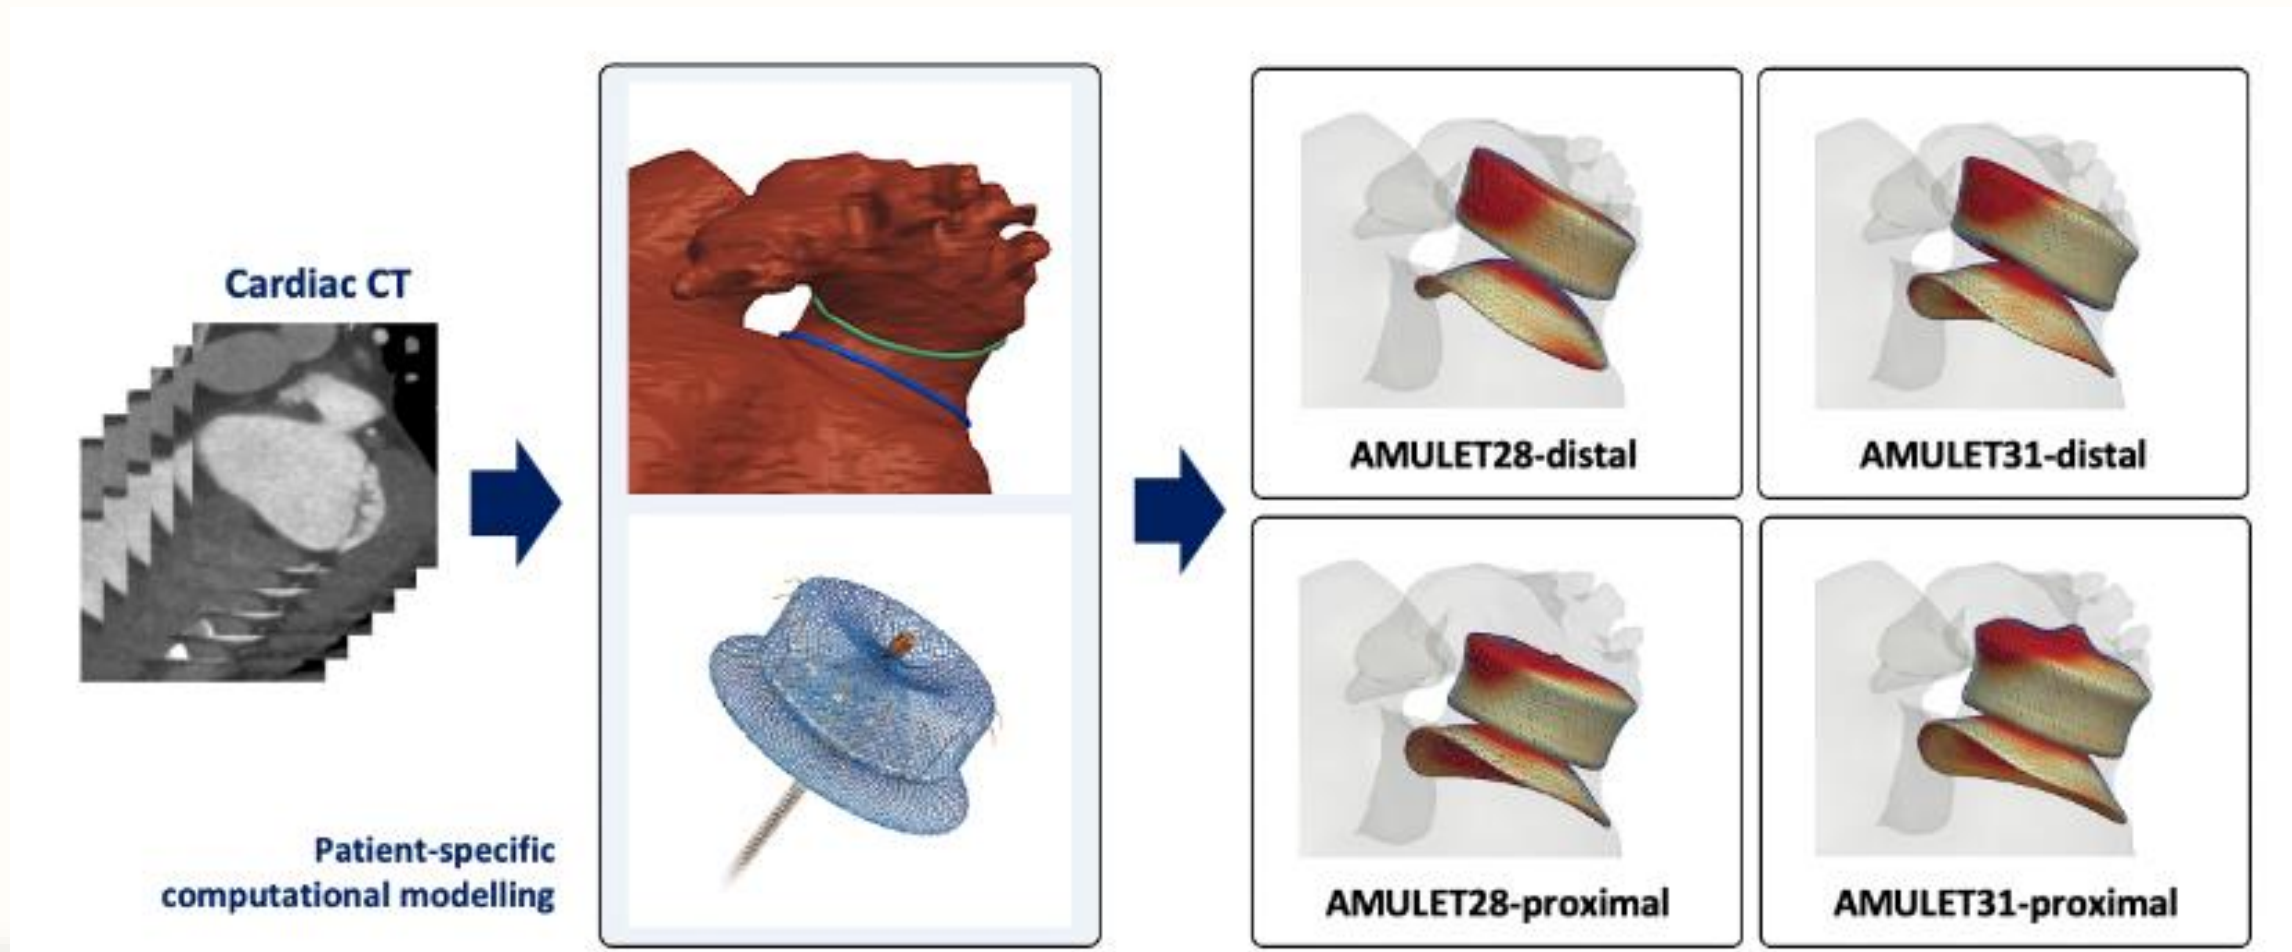 Cardiac CT
Patient-specific
computational modelling
AMULET28-distal
AMULET31-distal
AMULET28-proximal
AMULET31-proximal